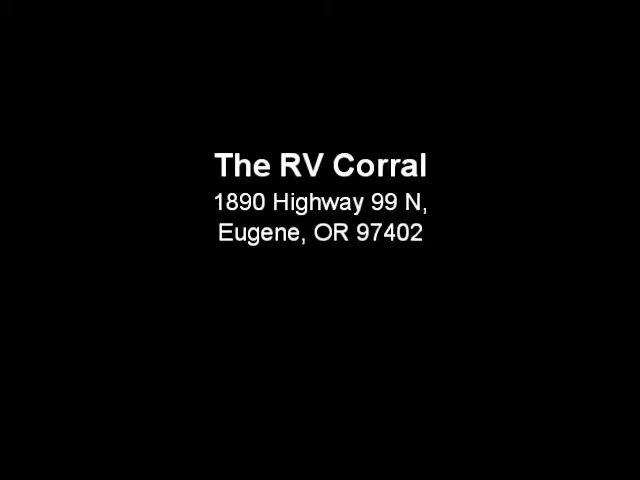 The RV Corral
1890 Highway 99 N,
Eugene, OR 97402